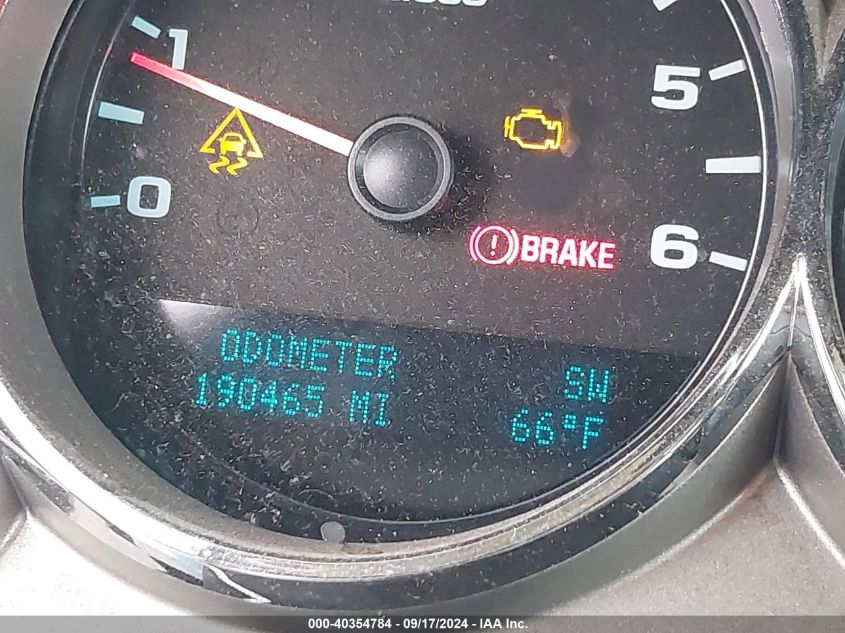 1
5
0
6
BRAKE
ODOMETER
SW
190465 MI
66°F
000-40354784 - 09/17/2024 - IAA Inc.